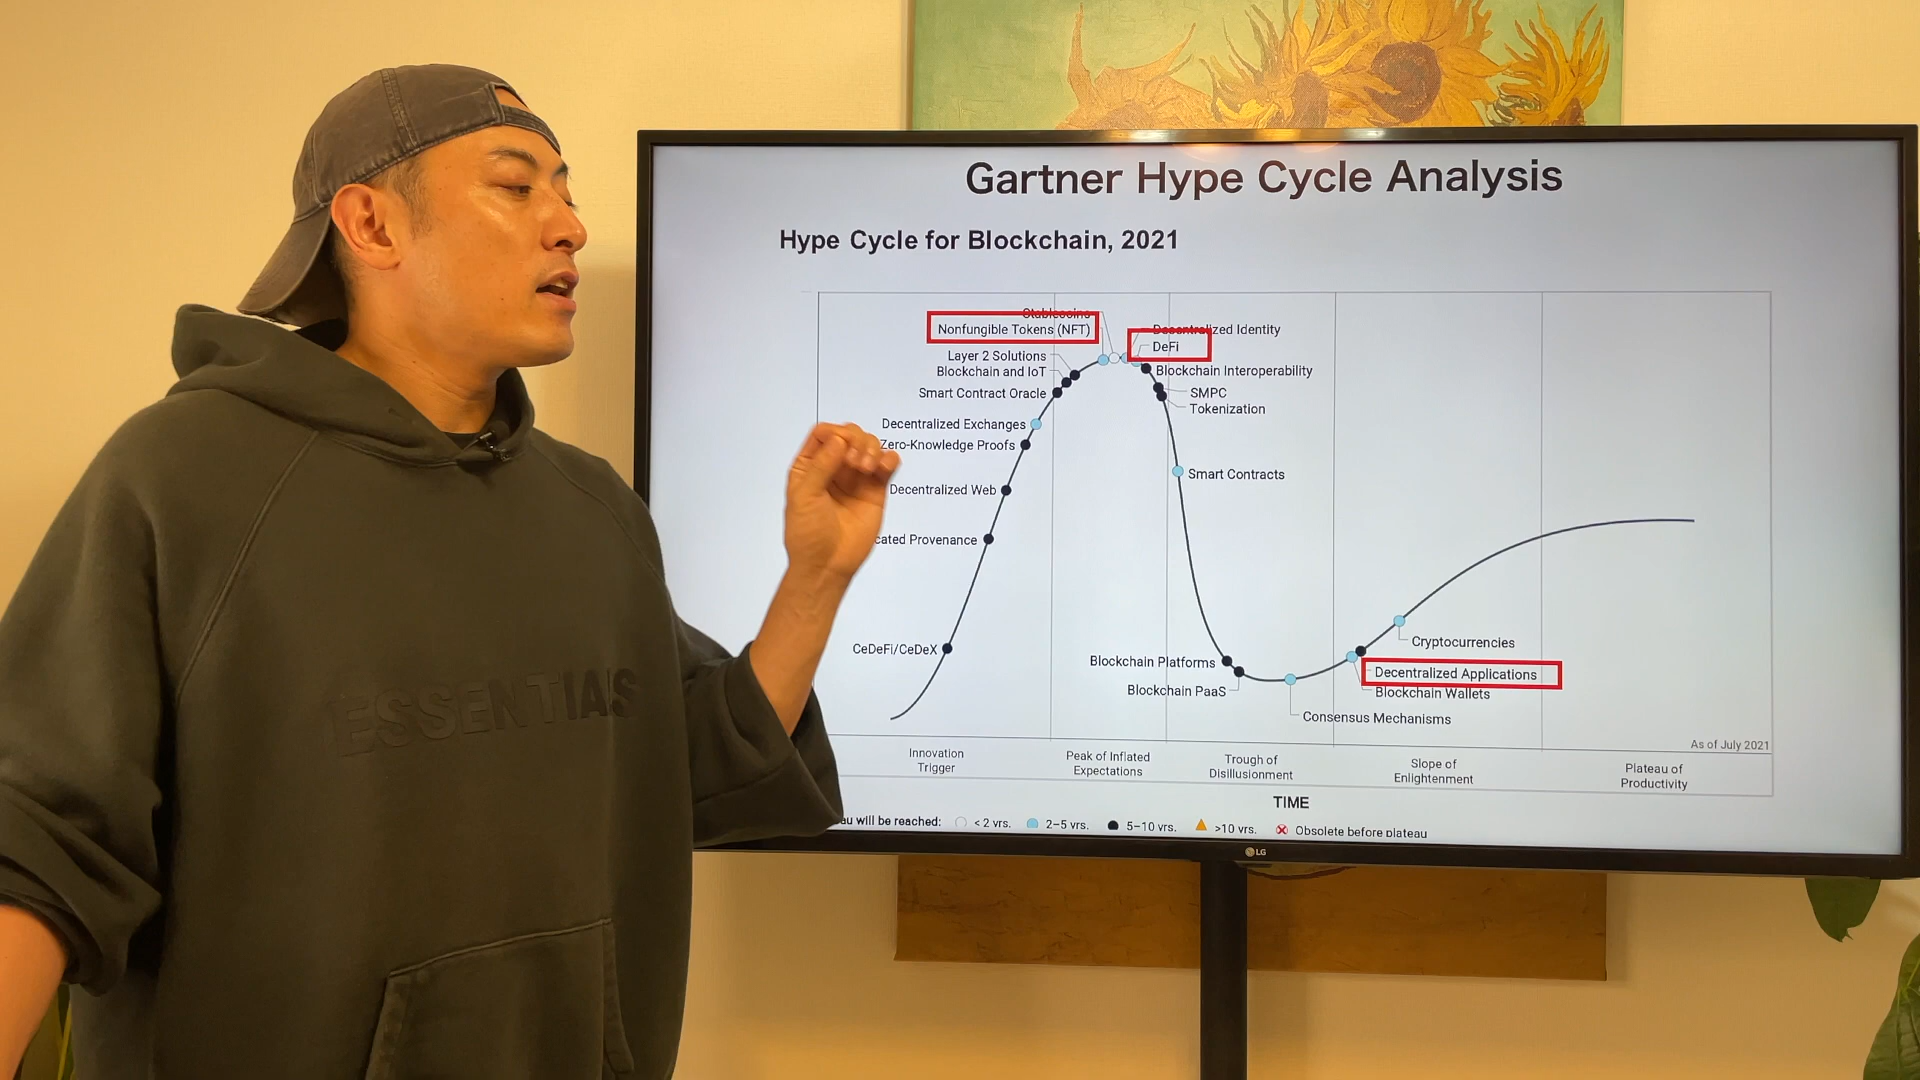 Gartner Hype Cycle Analysis
Hype Cycle for Blockchain, 2021
Stablecoins
Nonfungible Tokens (NFT)
Decentralized Identity
DeFi
Layer 2 Solutions
Blockchain and IoT
Blockchain Interoperability
Smart Contract Oracle
SMPC
Tokenization
Decentralized Exchanges
Zero-Knowledge Proofs
Smart Contracts
Decentralized Web
cated Provenance
CeDeFi/CeDeX
Cryptocurrencies
Blockchain Platforms
Decentralized Applications
Blockchain PaaS
Blockchain Wallets
Consensus Mechanisms
As of July 2021
Innovation
Trigger
Peak of Inflated
Expectations
Trough of
Disillusionment
Slope of
Enlightenment
Plateau of
Productivity
TIME
au will be reached: < 2 yrs. 2–5 yrs. 5–10 yrs. >10 yrs. Obsolete before plateau
LG
ESSENTIALS